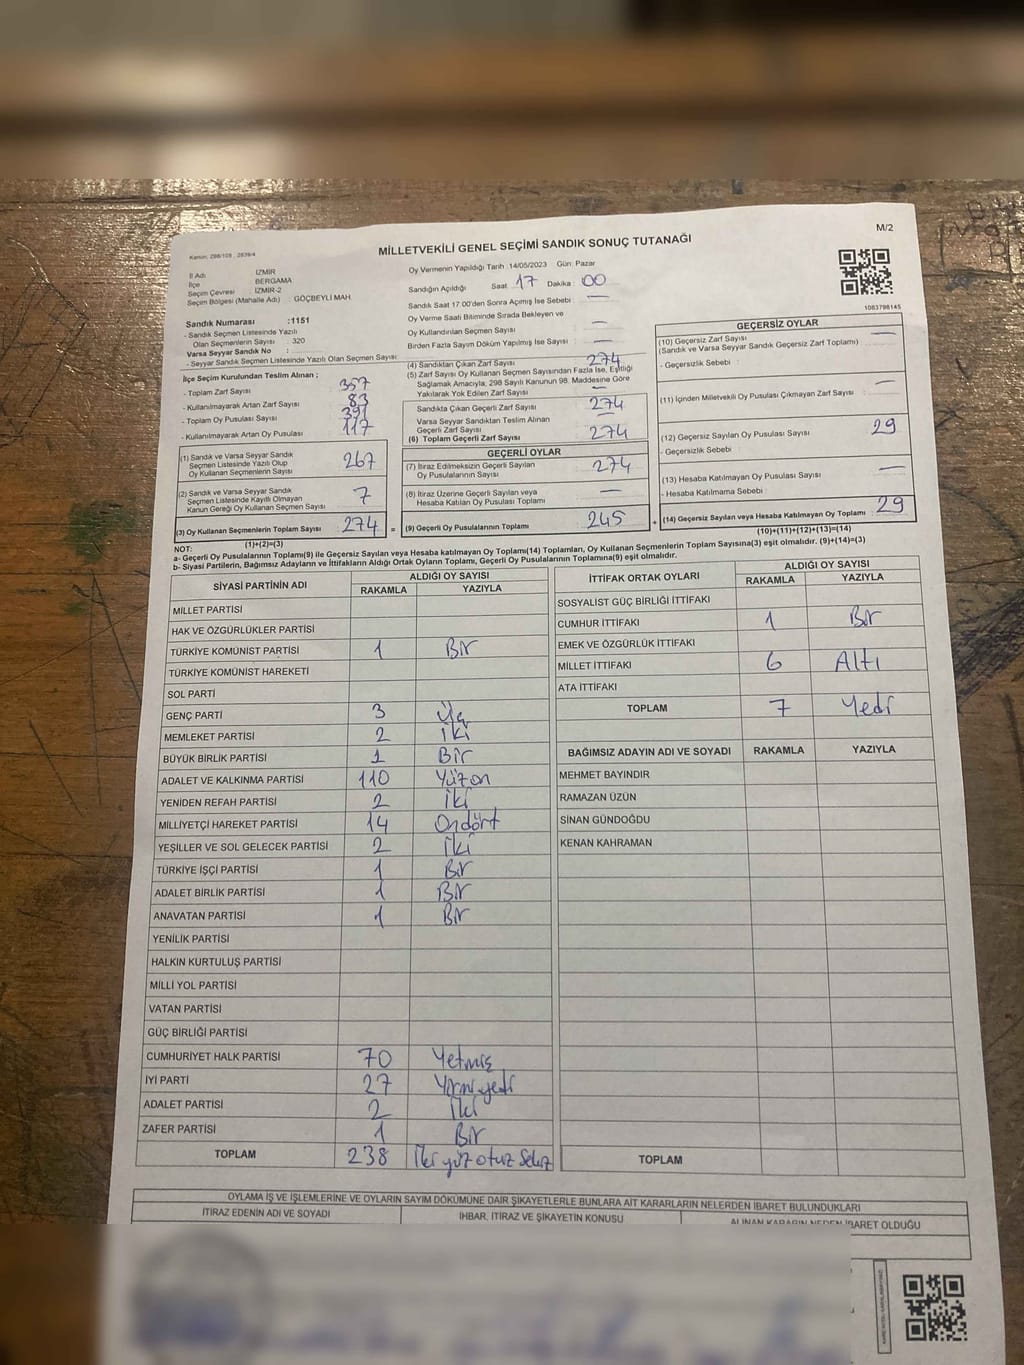 Kanun: 298/105 , 2839/4
MİLLETVEKİLİ GENEL SEÇİMİ SANDIK SONUÇ TUTANAĞI
M/2
İl Adı İZMİR
İlçe BERGAMA
Seçim Çevresi İZMİR-2
Seçim Bölgesi (Mahalle Adı) : GÖÇBEYLİ MAH.
Sandık Numarası :1151
- Sandık Seçmen Listesinde Yazılı
Olan Seçmenlerin Sayısı : 320
Varsa Seyyar Sandık No :
- Seyyar Sandık Seçmen Listesinde Yazılı Olan Seçmen Sayısı:
İlçe Seçim Kurulundan Teslim Alınan ;
- Toplam Zarf Sayısı 357
- Kullanılmayarak Artan Zarf Sayısı 83
- Toplam Oy Pusulası Sayısı 391
- Kullanılmayarak Artan Oy Pusulası 117
(1) Sandık ve Varsa Seyyar Sandık
Seçmen Listesinde Yazılı Olup
Oy Kullanan Seçmenlerin Sayısı 267
(2) Sandık ve Varsa Seyyar Sandık
Seçmen Listesinde Kayıtlı Olmayan
Kanun Gereği Oy Kullanan Seçmen Sayısı 7
(3) Oy Kullanan Seçmenlerin Toplam Sayısı 274 =
(1)+(2)=(3)
Oy Vermenin Yapıldığı Tarih :14/05/2023 Gün: Pazar
Sandığın Açıldığı Saat 17 Dakika : 00
Sandık Saat 17.00'den Sonra Açımış İse Sebebi : —
Oy Verme Saati Bitiminde Sırada Bekleyen ve
Oy Kullandırılan Seçmen Sayısı : —
Birden Fazla Sayım Döküm Yapılmış İse Sayısı : —
(4) Sandıktan Çıkan Zarf Sayısı 274
(5) Zarf Sayısı Oy Kullanan Seçmen Sayısından Fazla İse, Eşitliği
Sağlamak Amacıyla, 298 Sayılı Kanunun 98. Maddesine Göre
Yakılarak Yok Edilen Zarf Sayısı —
Sandıkta Çıkan Geçerli Zarf Sayısı 274
Varsa Seyyar Sandıktan Teslim Alınan
Geçerli Zarf Sayısı
(6) Toplam Geçerli Zarf Sayısı 274
GEÇERLİ OYLAR
(7) İtiraz Edilmeksizin Geçerli Sayılan
Oy Pusulalarının Sayısı 274
(8) İtiraz Üzerine Geçerli Sayılan veya
Hesaba Katılan Oy Pusulası Toplamı —
(9) Geçerli Oy Pusulalarının Toplamı 245 +
1083798145
GEÇERSİZ OYLAR
(10) Geçersiz Zarf Sayısı —
(Sandık ve Varsa Seyyar Sandık Geçersiz Zarf Toplamı)
- Geçersizlik Sebebi :
(11) İçinden Milletvekili Oy Pusulası Çıkmayan Zarf Sayısı —
(12) Geçersiz Sayılan Oy Pusulası Sayısı 29
- Geçersizlik Sebebi :
(13) Hesaba Katılmayan Oy Pusulası Sayısı —
- Hesaba Katılmama Sebebi :
(14) Geçersiz Sayılan veya Hesaba Katılmayan Oy Toplamı 29
(10)+(11)+(12)+(13)=(14)
NOT:
a- Geçerli Oy Pusulaları Toplamı(9) ile Geçersiz Sayılan veya Hesaba katılmayan Oy Toplamı(14) Toplamları, Oy Kullanan Seçmenlerin Toplam Sayısına(3) eşit olmalıdır. (9)+(14)=(3)
b- Siyasi Partilerin, Bağımsız Adayların ve İttifakların Aldığı Ortak Oyların Toplamı, Geçerli Oy Pusulalarının Toplamına(9) eşit olmalıdır.
SİYASİ PARTİNİN ADI ALDIĞI OY SAYISI
RAKAMLA YAZIYLA
MİLLET PARTİSİ
HAK VE ÖZGÜRLÜKLER PARTİSİ
TÜRKİYE KOMÜNİST PARTİSİ 1 Bir
TÜRKİYE KOMÜNİST HAREKETİ
SOL PARTİ
GENÇ PARTİ 3 Üç
MEMLEKET PARTİSİ 2 İki
BÜYÜK BİRLİK PARTİSİ 1 Bir
ADALET VE KALKINMA PARTİSİ 110 Yüzon
YENİDEN REFAH PARTİSİ 2 İki
MİLLİYETÇİ HAREKET PARTİSİ 14 Ondört
YEŞİLLER VE SOL GELECEK PARTİSİ 2 İki
TÜRKİYE İŞÇİ PARTİSİ 1 Bir
ADALET BİRLİK PARTİSİ 1 Bir
ANAVATAN PARTİSİ 1 Bir
YENİLİK PARTİSİ
HALKIN KURTULUŞ PARTİSİ
MİLLİ YOL PARTİSİ
VATAN PARTİSİ
GÜÇ BİRLİĞİ PARTİSİ
CUMHURİYET HALK PARTİSİ 70 Yetmiş
İYİ PARTİ 27 Yirmiyedi
ADALET PARTİSİ 2 İki
ZAFER PARTİSİ 1 Bir
TOPLAM 238 İki yüz otuz Sekiz
İTTİFAK ORTAK OYLARI ALDIĞI OY SAYISI
RAKAMLA YAZIYLA
SOSYALİST GÜÇ BİRLİĞİ İTTİFAKI
CUMHUR İTTİFAKI 1 Bir
EMEK VE ÖZGÜRLÜK İTTİFAKI
MİLLET İTTİFAKI 6 Altı
ATA İTTİFAKI
TOPLAM 7 Yedi
BAĞIMSIZ ADAYIN ADI VE SOYADI RAKAMLA YAZIYLA
MEHMET BAYINDIR
RAMAZAN ÜZÜN
SİNAN GÜNDOĞDU
KENAN KAHRAMAN
TOPLAM
OYLAMA İŞ VE İŞLEMLERİNE VE OYLARIN SAYIM DÖKÜMÜNE DAİR ŞİKAYETLERLE BUNLARA AİT KARARLARIN NELERDEN İBARET BULUNDUKLARI
İTİRAZ EDENİN ADI VE SOYADI İHBAR, İTİRAZ VE ŞİKAYETİN KONUSU ALINAN KARARIN NEDEN İBARET OLDUĞU